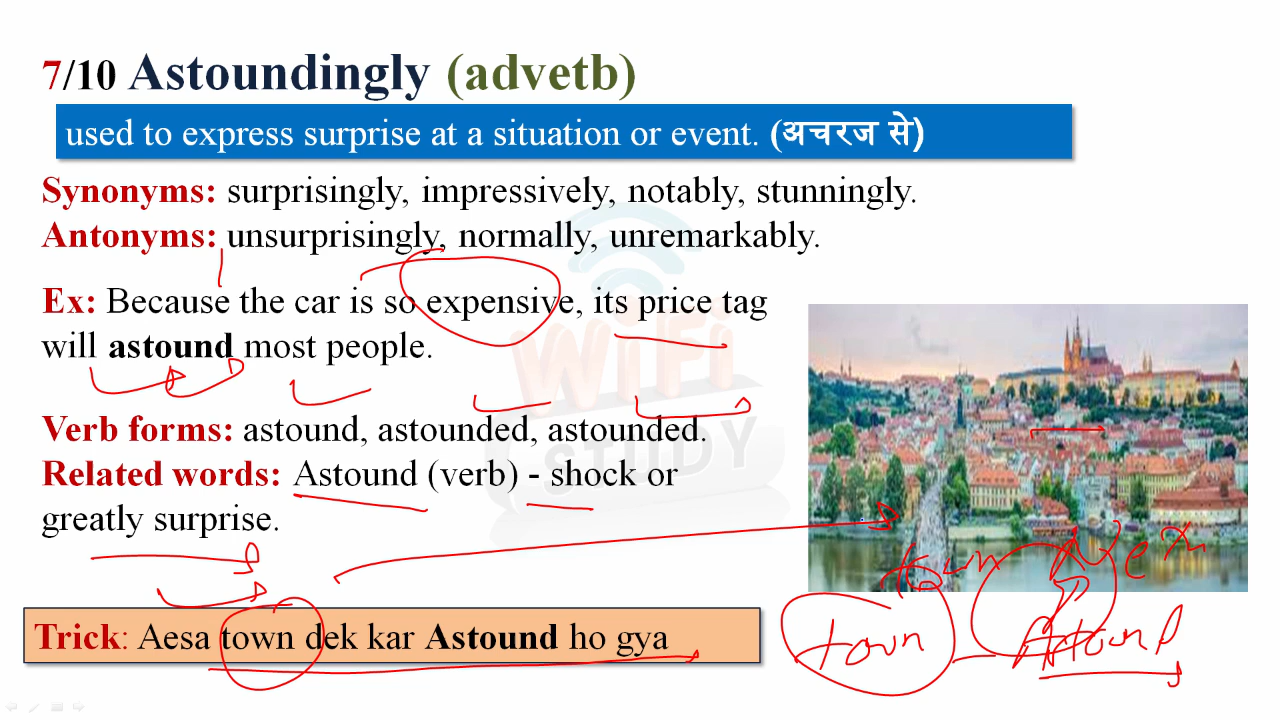 7/10 Astoundingly (advetb)
used to express surprise at a situation or event. (अचरज से)
Synonyms: surprisingly, impressively, notably, stunningly.
Antonyms: unsurprisingly, normally, unremarkably.
Ex: Because the car is so expensive, its price tag
will astound most people.
WiFi
STUDY
Verb forms: astound, astounded, astounded.
Related words: Astound (verb) - shock or
greatly surprise.
town
Trick: Aesa town dek kar Astound ho gya
town - Astound